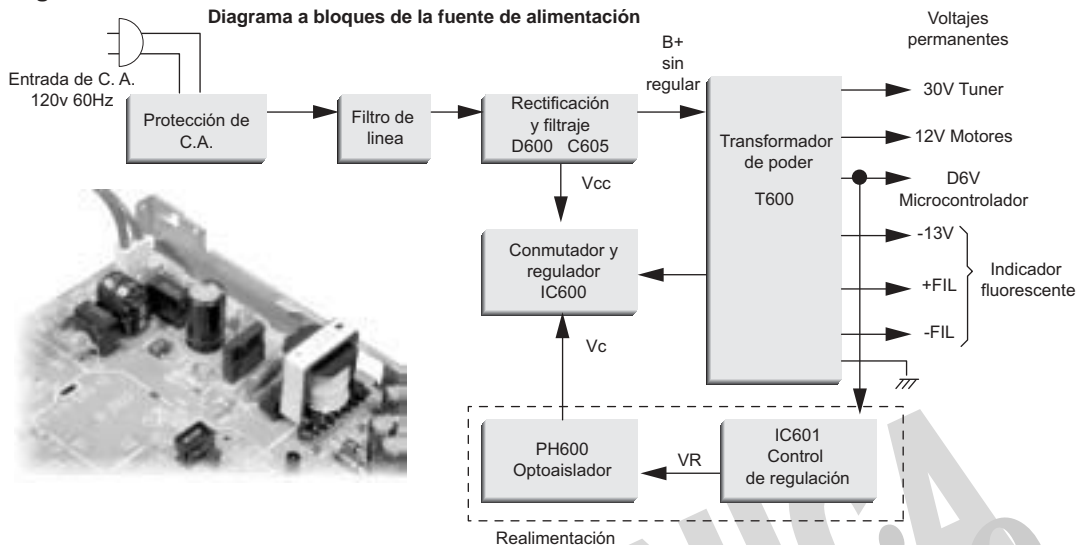 Diagrama a bloques de la fuente de alimentación
Entrada de C. A.
120v 60Hz
Protección de
C.A.
Filtro de
linea
Rectificación
y filtraje
D600 C605
B+
sin
regular
Transformador
de poder
T600
Voltajes
permanentes
30V Tuner
12V Motores
D6V
Microcontrolador
-13V
+FIL
-FIL
Indicador
fluorescente
Vcc
Conmutador y
regulador
IC600
Vc
PH600
Optoaislador
VR
IC601
Control
de regulación
Realimentación